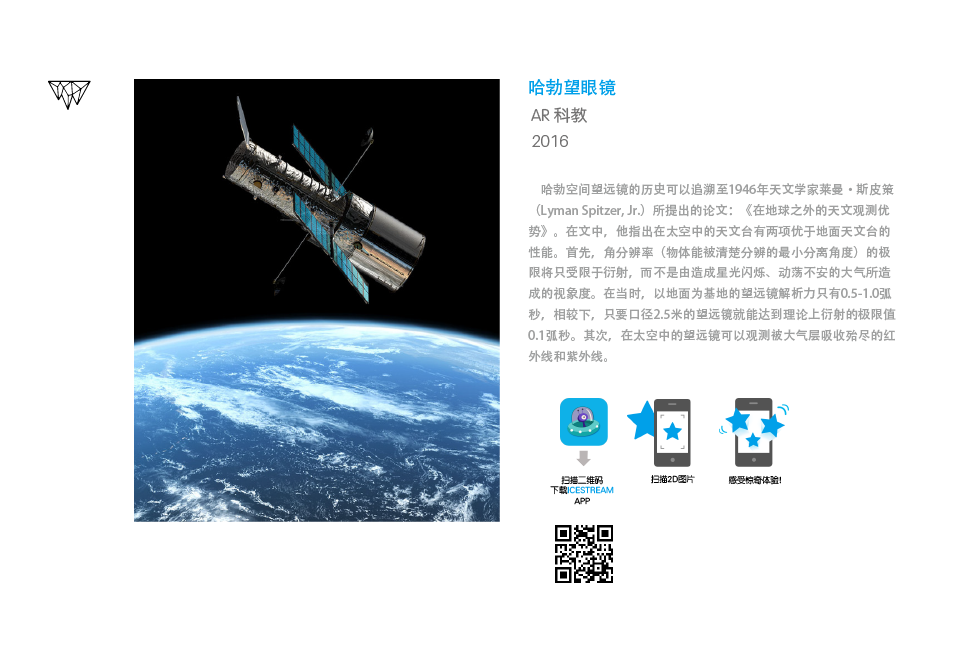 哈勃望眼镜
AR 科教
2016
哈勃空间望远镜的历史可以追溯至1946年天文学家莱曼·斯皮策
（Lyman Spitzer, Jr.）所提出的论文：《在地球之外的天文观测优
势》。在文中，他指出在太空中的天文台有两项优于地面天文台的
性能。首先，角分辨率（物体能被清楚分辨的最小分离角度）的极
限将只受限于衍射，而不是由造成星光闪烁、动荡不安的大气所造
成的视象度。在当时，以地面为基地的望远镜解析力只有0.5-1.0弧
秒，相较下，只要口径2.5米的望远镜就能达到理论上衍射的极限值
0.1弧秒。其次，在太空中的望远镜可以观测被大气层吸收殆尽的红
外线和紫外线。
扫描二维码
下载ICESTREAM
APP
扫描2D图片
感受惊奇体验!